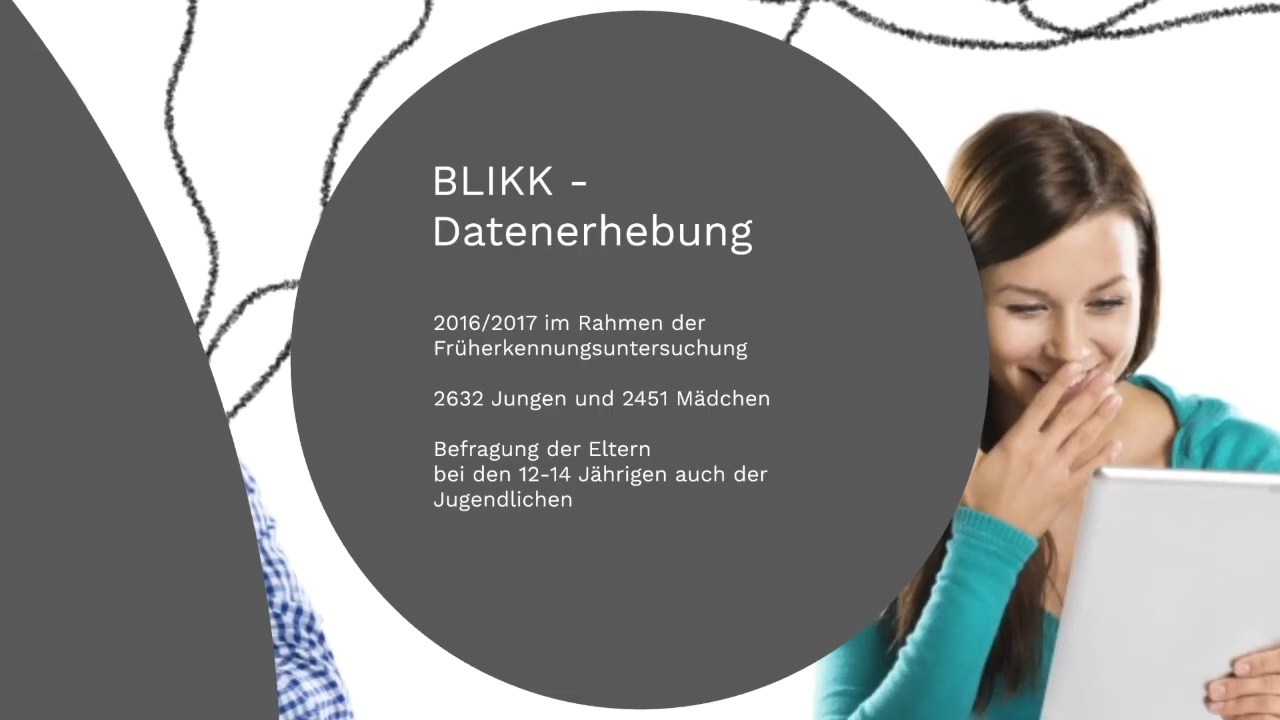 BLIKK -
Datenerhebung
2016/2017 im Rahmen der
Früherkennungsuntersuchung
2632 Jungen und 2451 Mädchen
Befragung der Eltern
bei den 12-14 Jährigen auch der
Jugendlichen